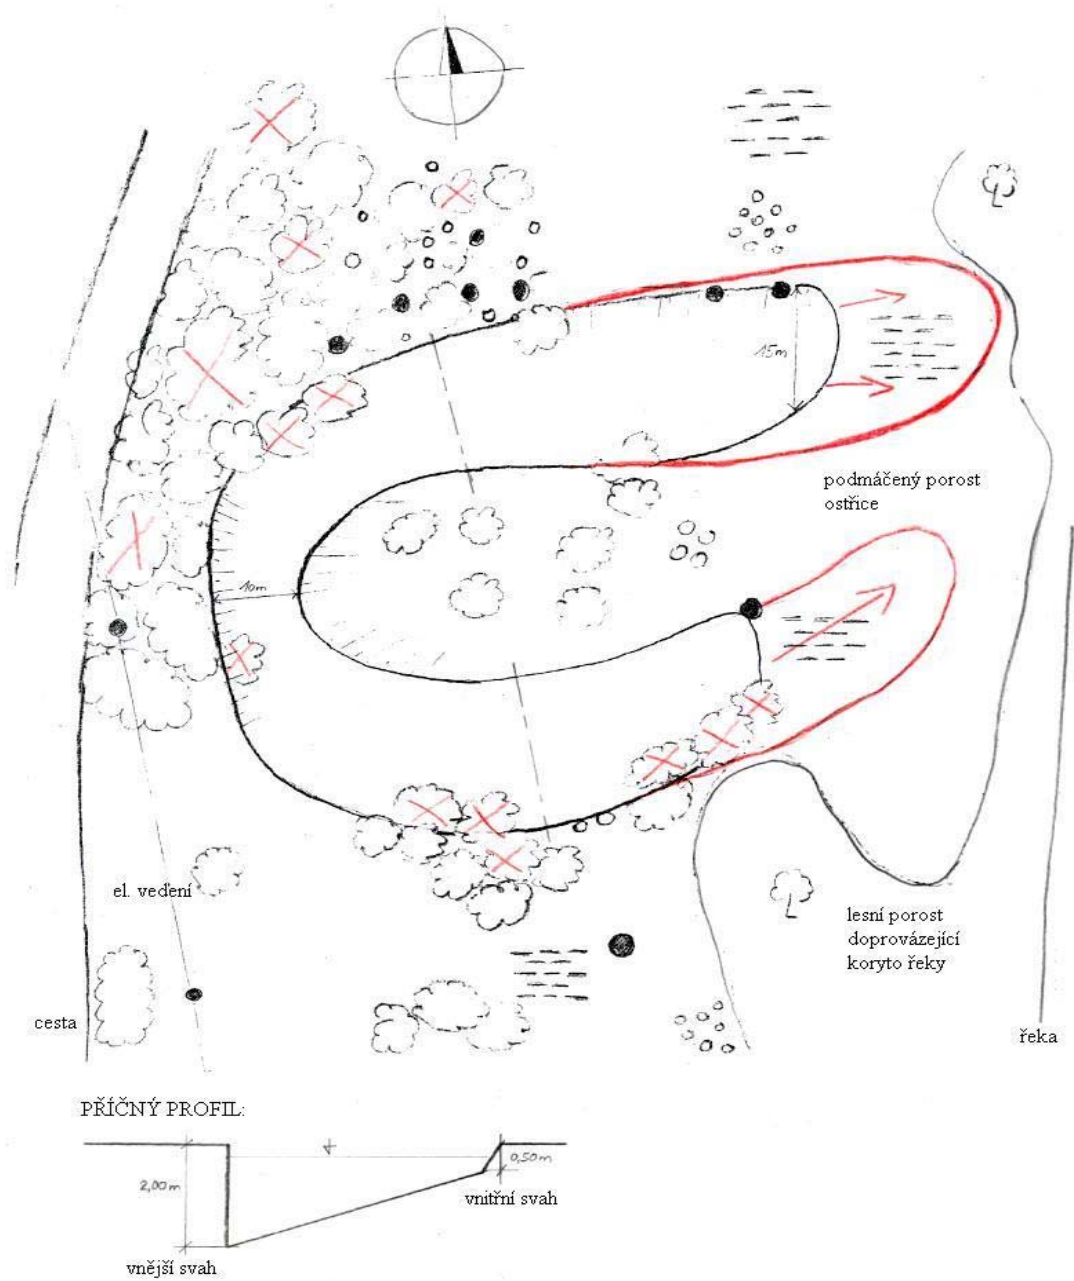 15m
podmáčený porost
ostřice
10m
el. vedení
lesní porost
doprovázející
koryto řeky
cesta
řeka
PŘÍČNÝ PROFIL:
2,00m
0,50m
vnitřní svah
vnější svah